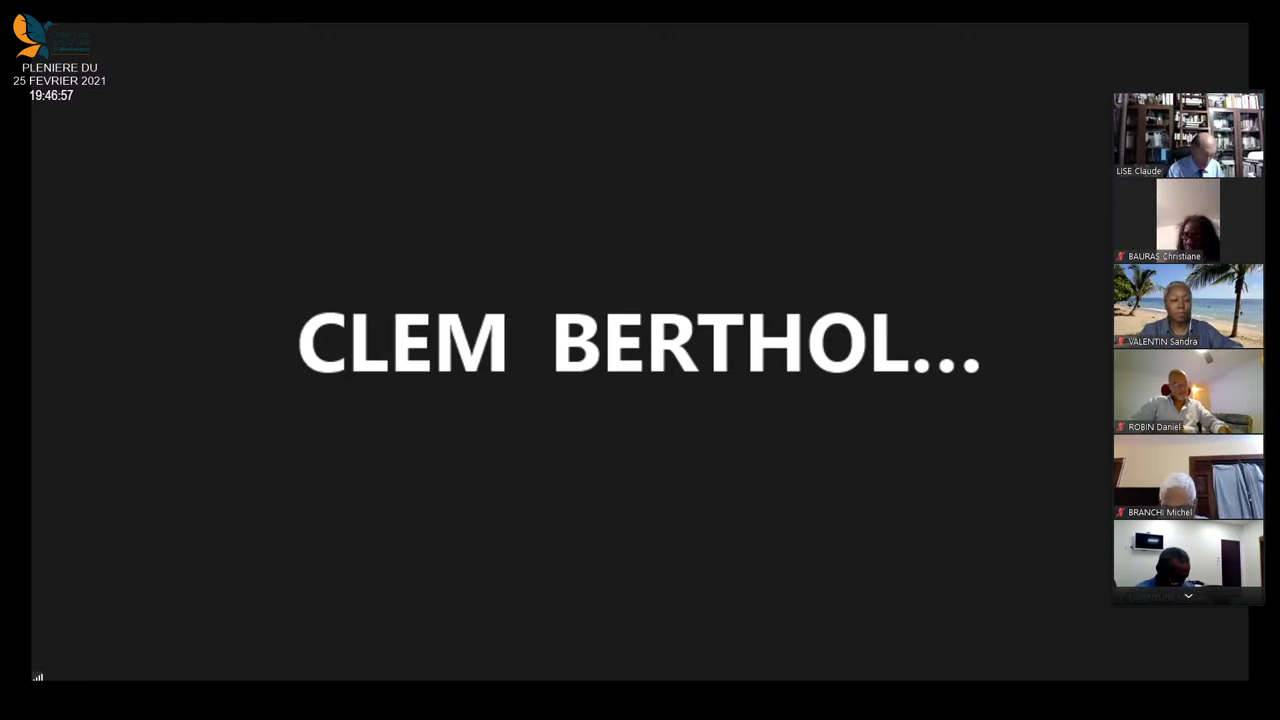 PLENIERE DU
25 FEVRIER 2021
19:46:57
CLEM BERTHOL...
LISE Claude
BAURAS Christiane
VALENTIN Sandra
ROBIN Daniel
BRANCHI Michel